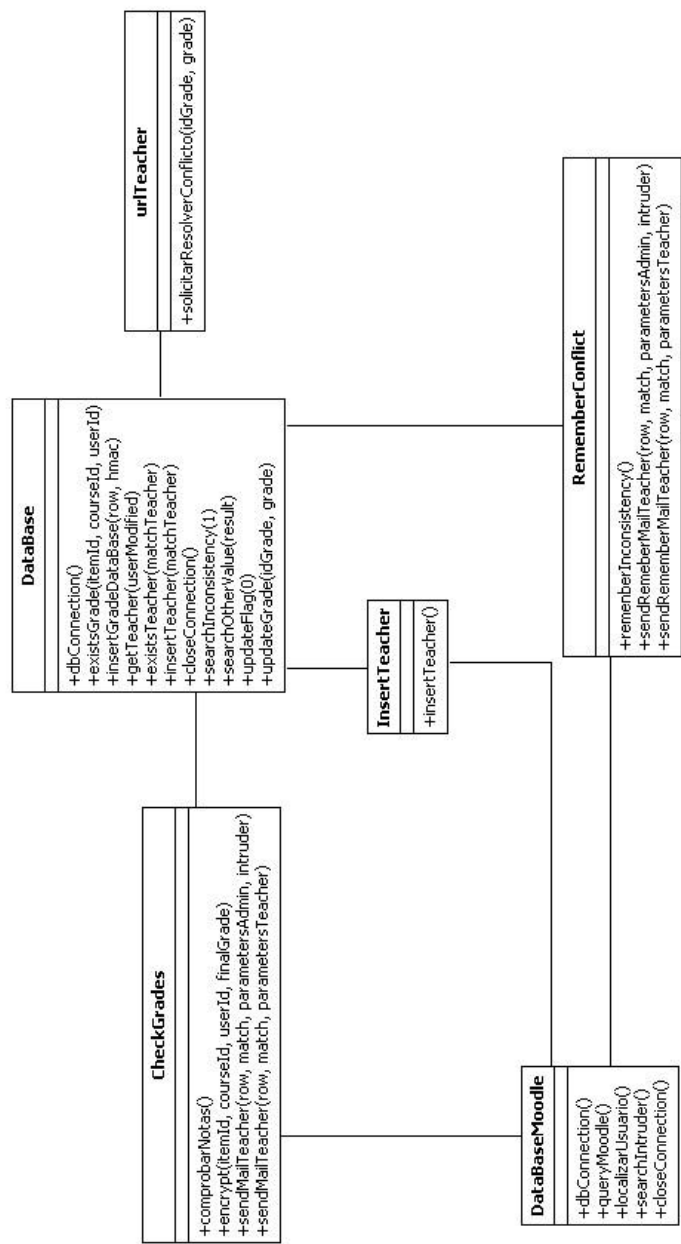 CheckGrades
+comprobarNotas()
+encrypt(itemId, courseId, userId, finalGrade)
+sendMailTeacher(row, match, parametersAdmin, intruder)
+sendMailTeacher(row, match, parametersTeacher)
DataBase
+dbConnection()
+existsGrade(itemId, courseId, userId)
+insertGradeDataBase(row, hmac)
+getTeacher(userModified)
+existsTeacher(matchTeacher)
+insertTeacher(matchTeacher)
+closeConnection()
+searchInconsistency(1)
+searchOtherValue(result)
+updateFlag(0)
+updateGrade(idGrade, grade)
urlTeacher
+solicitarResolverConflicto(idGrade, grade)
InsertTeacher
+insertTeacher()
DataBaseMoodle
+dbConnection()
+queryMoodle()
+localizarUsuario()
+searchIntruder()
+closeConnection()
RememberConflict
+remenberInconsistency()
+sendRemeberMailTeacher(row, match, parametersAdmin, intruder)
+sendRememberMailTeacher(row, match, parametersTeacher)